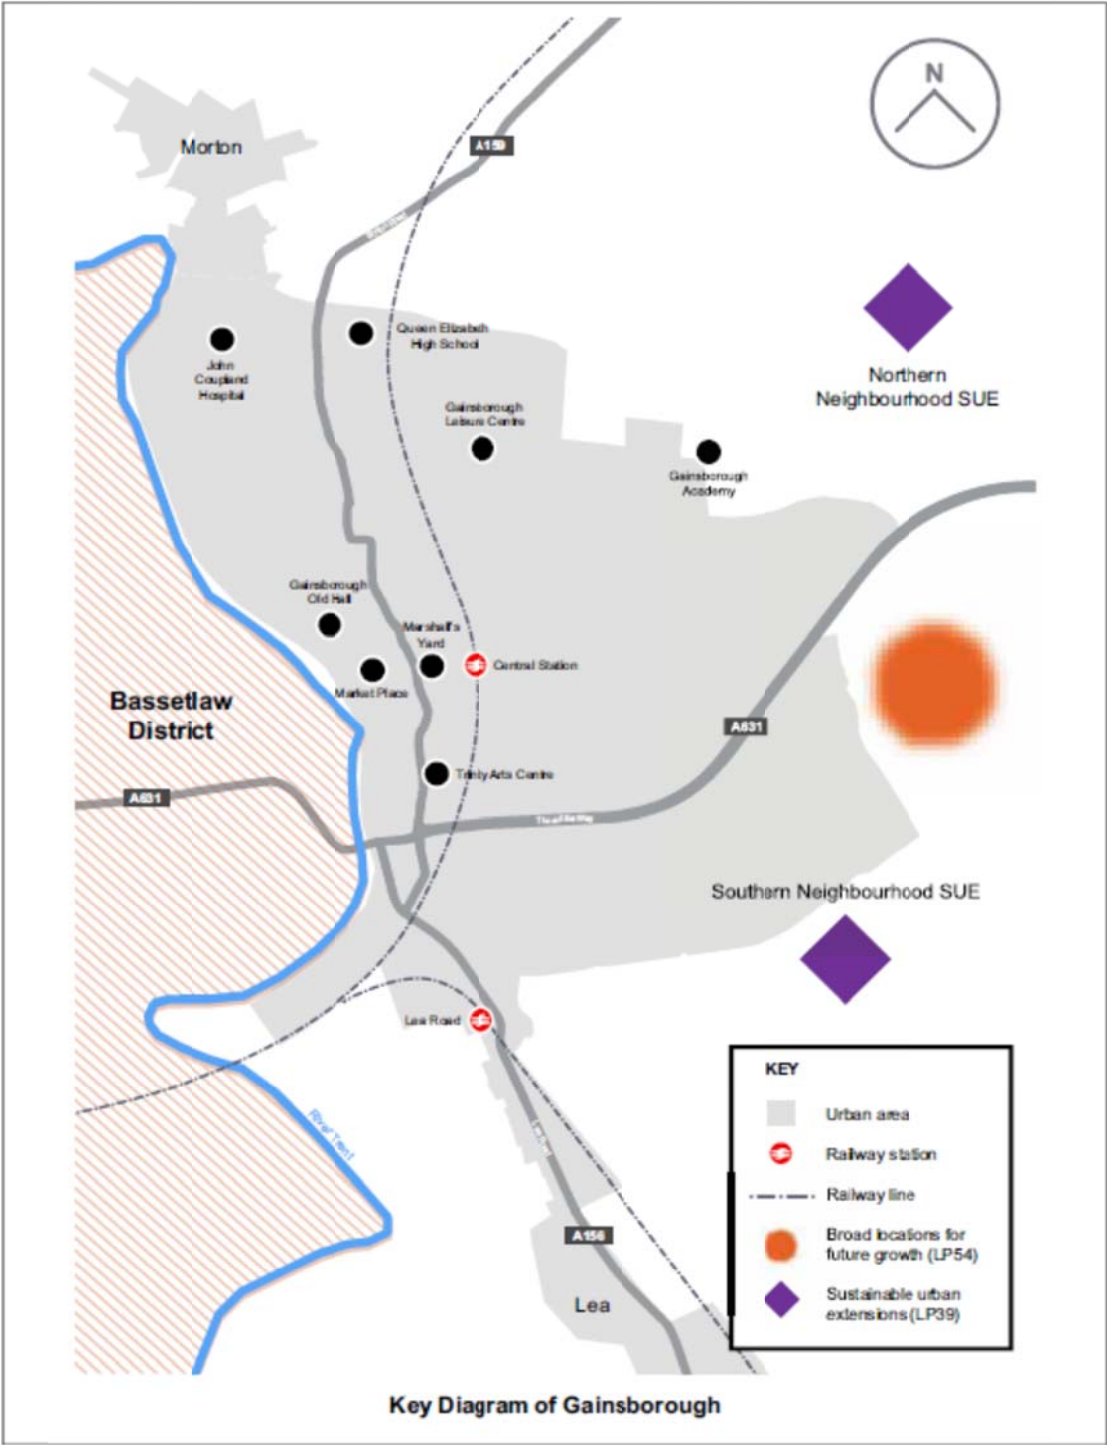 N
Morton
A159
Queen Elizabeth
High School
John
Coupland
Hospital
Northern
Neighbourhood SUE
Gainsborough
Leisure Centre
Gainsborough
Academy
Gainsborough
Old Hall
Marshall's
Yard
Central Station
Market Place
Bassetlaw
District
A631
Trinity Arts Centre
A631
Southern Neighbourhood SUE
Lea Road
River Trent
A156
Lea
KEY
Urban area
Railway station
Railway line
Broad locations for
future growth (LP54)
Sustainable urban
extensions (LP39)
Key Diagram of Gainsborough